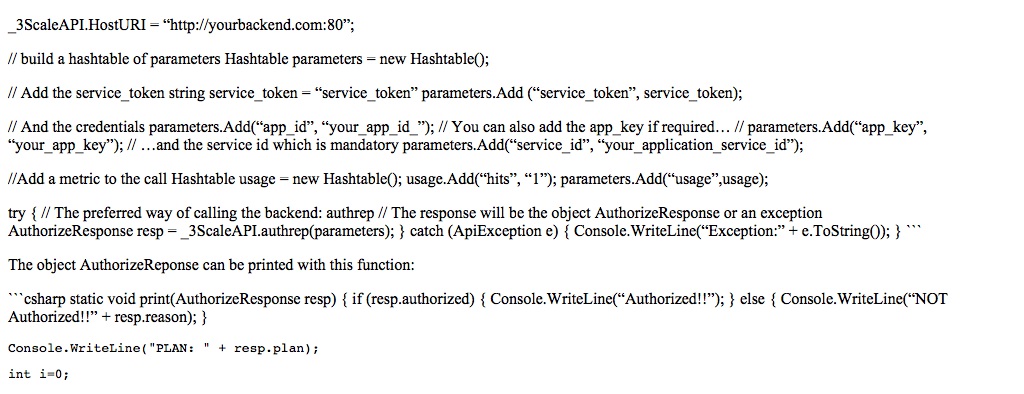 _3ScaleAPI.HostURI = “http://yourbackend.com:80”;
// build a hashtable of parameters Hashtable parameters = new Hashtable();
// Add the service_token string service_token = “service_token” parameters.Add (“service_token”, service_token);
// And the credentials parameters.Add(“app_id”, “your_app_id_”); // You can also add the app_key if required… // parameters.Add(“app_key”,
“your_app_key”); // …and the service id which is mandatory parameters.Add(“service_id”, “your_application_service_id”);
//Add a metric to the call Hashtable usage = new Hashtable(); usage.Add(“hits”, “1”); parameters.Add(“usage”,usage);
try { // The preferred way of calling the backend: authrep // The response will be the object AuthorizeResponse or an exception
AuthorizeResponse resp = _3ScaleAPI.authrep(parameters); } catch (ApiException e) { Console.WriteLine(“Exception:” + e.ToString()); } ```
The object AuthorizeReponse can be printed with this function:
```csharp static void print(AuthorizeResponse resp) { if (resp.authorized) { Console.WriteLine(“Authorized!!”); } else { Console.WriteLine(“NOT
Authorized!!” + resp.reason); }
Console.WriteLine("PLAN: " + resp.plan);
int i=0;